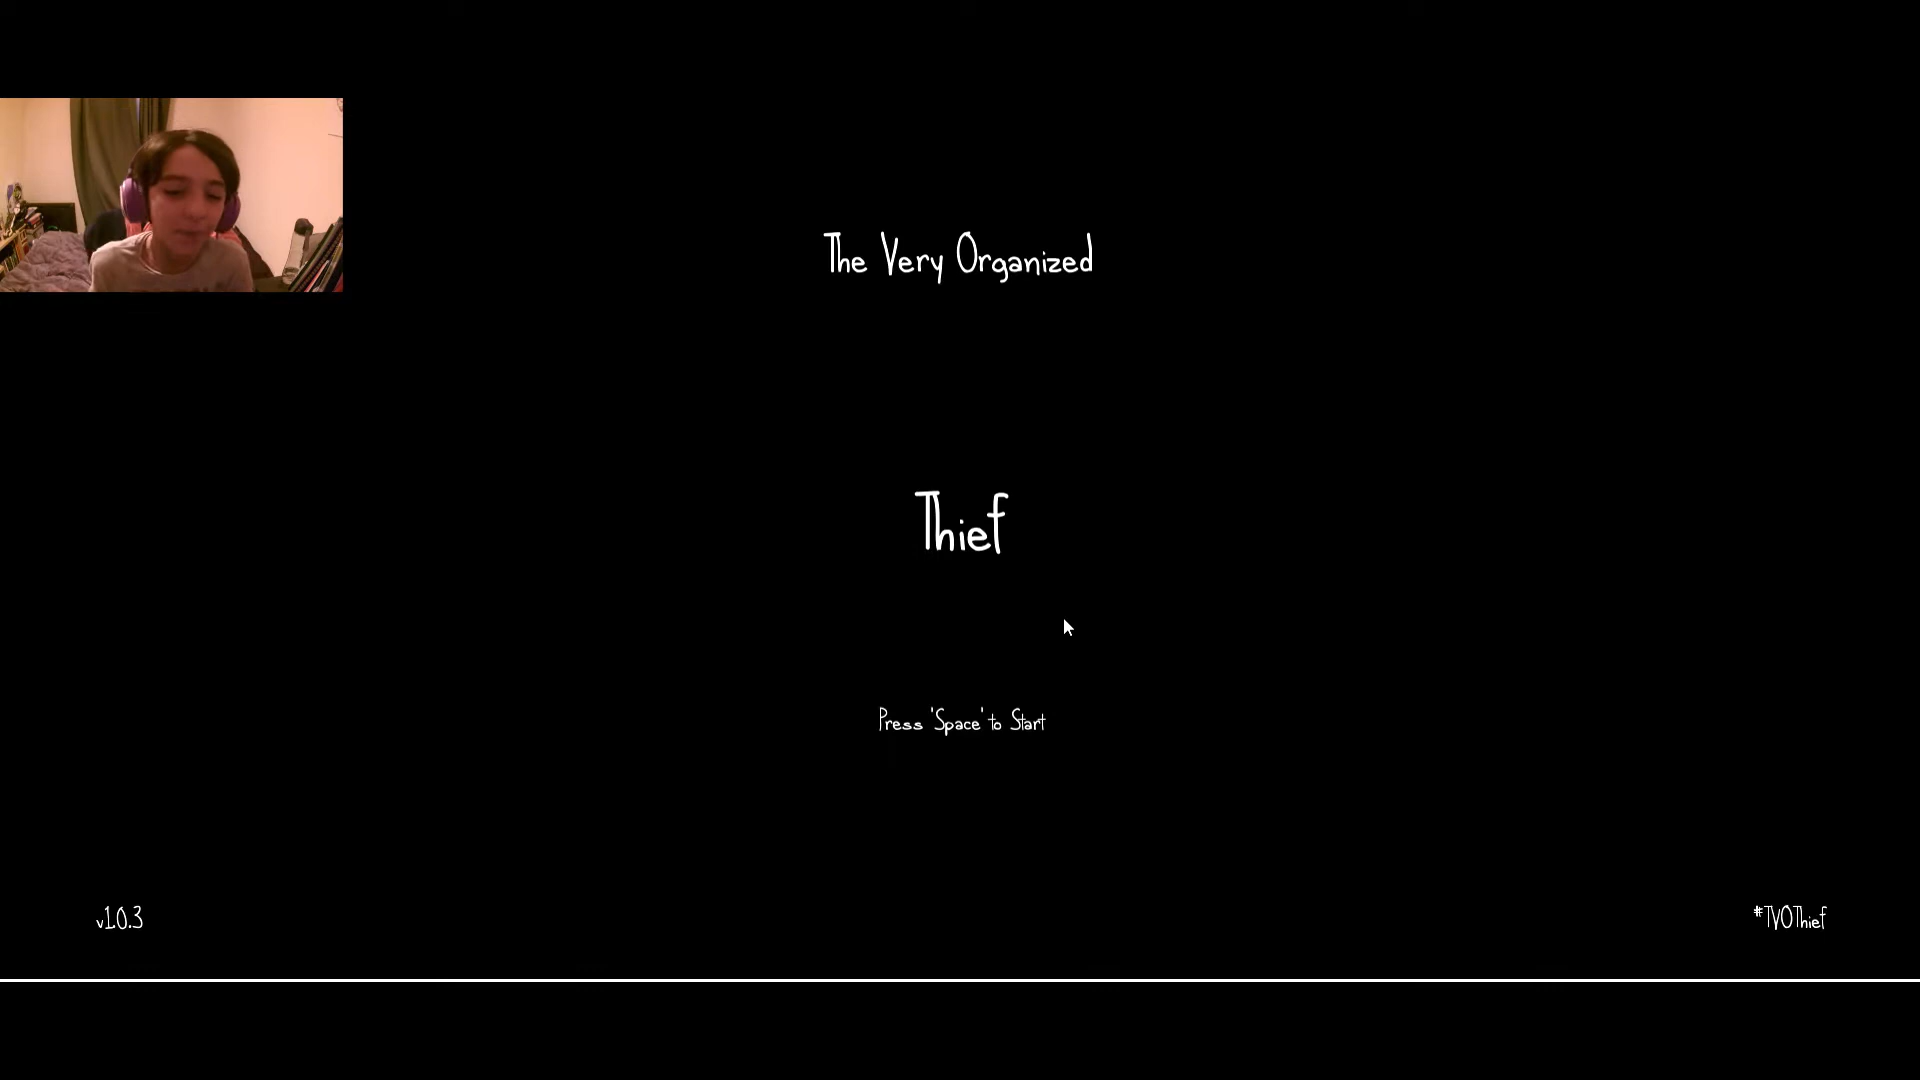 The Very Organized
Thief
Press 'Space' to Start
v1.0.3
#TVOThief